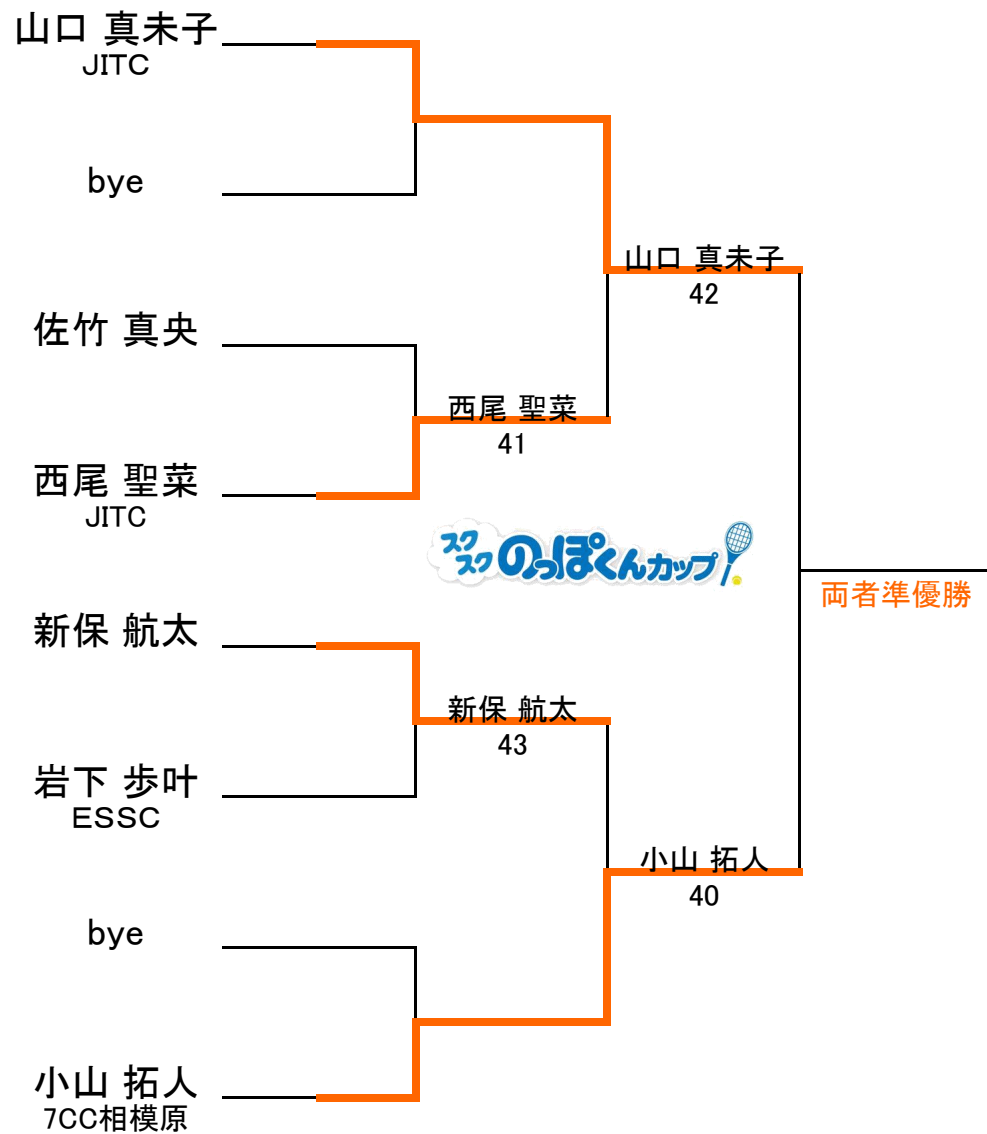 山口 真未子
JITC
bye
佐竹 真央
西尾 聖菜
JITC
新保 航太
岩下 歩叶
ESSC
bye
小山 拓人
7CC相模原
西尾 聖菜
41
新保 航太
43
山口 真未子
42
小山 拓人
40
両者準優勝
スク
スク
のっぽくんカップ!